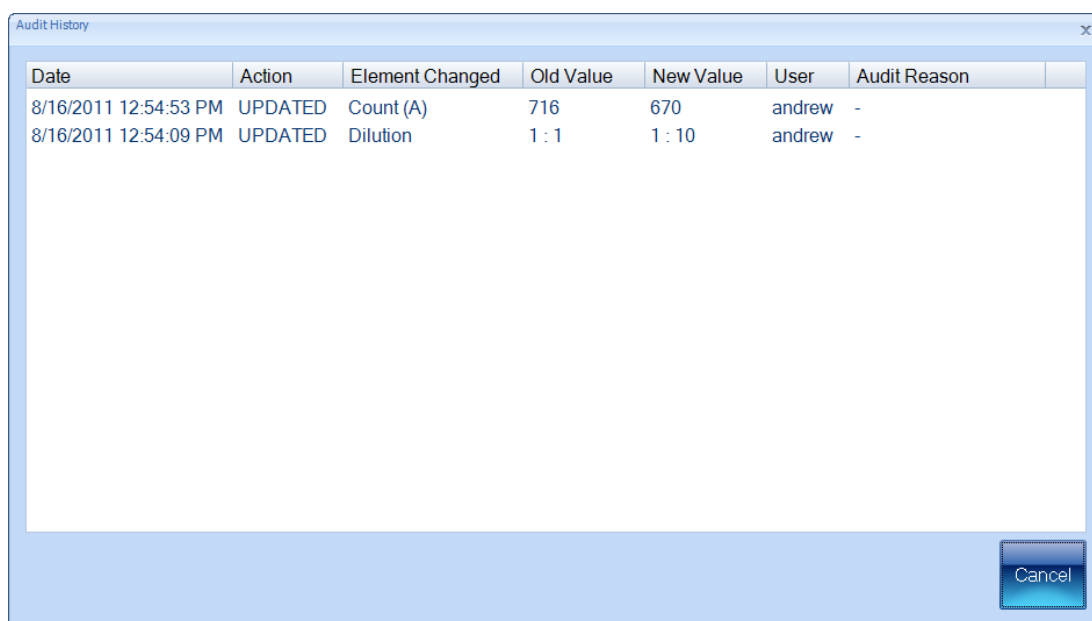 Audit History
x
Date Action Element Changed Old Value New Value User Audit Reason
8/16/2011 12:54:53 PM UPDATED Count (A) 716 670 andrew -
8/16/2011 12:54:09 PM UPDATED Dilution 1 : 1 1 : 10 andrew -
Cancel